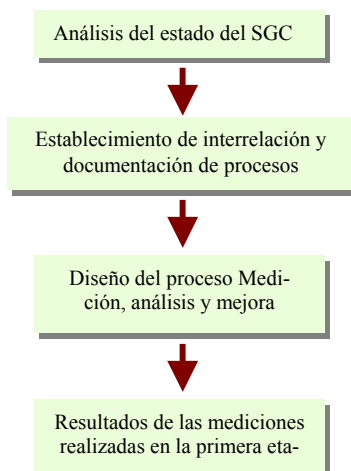 Análisis del estado del SGC
Establecimiento de interrelación y
documentación de procesos
Diseño del proceso Medi-
ción, análisis y mejora
Resultados de las mediciones
realizadas en la primera eta-